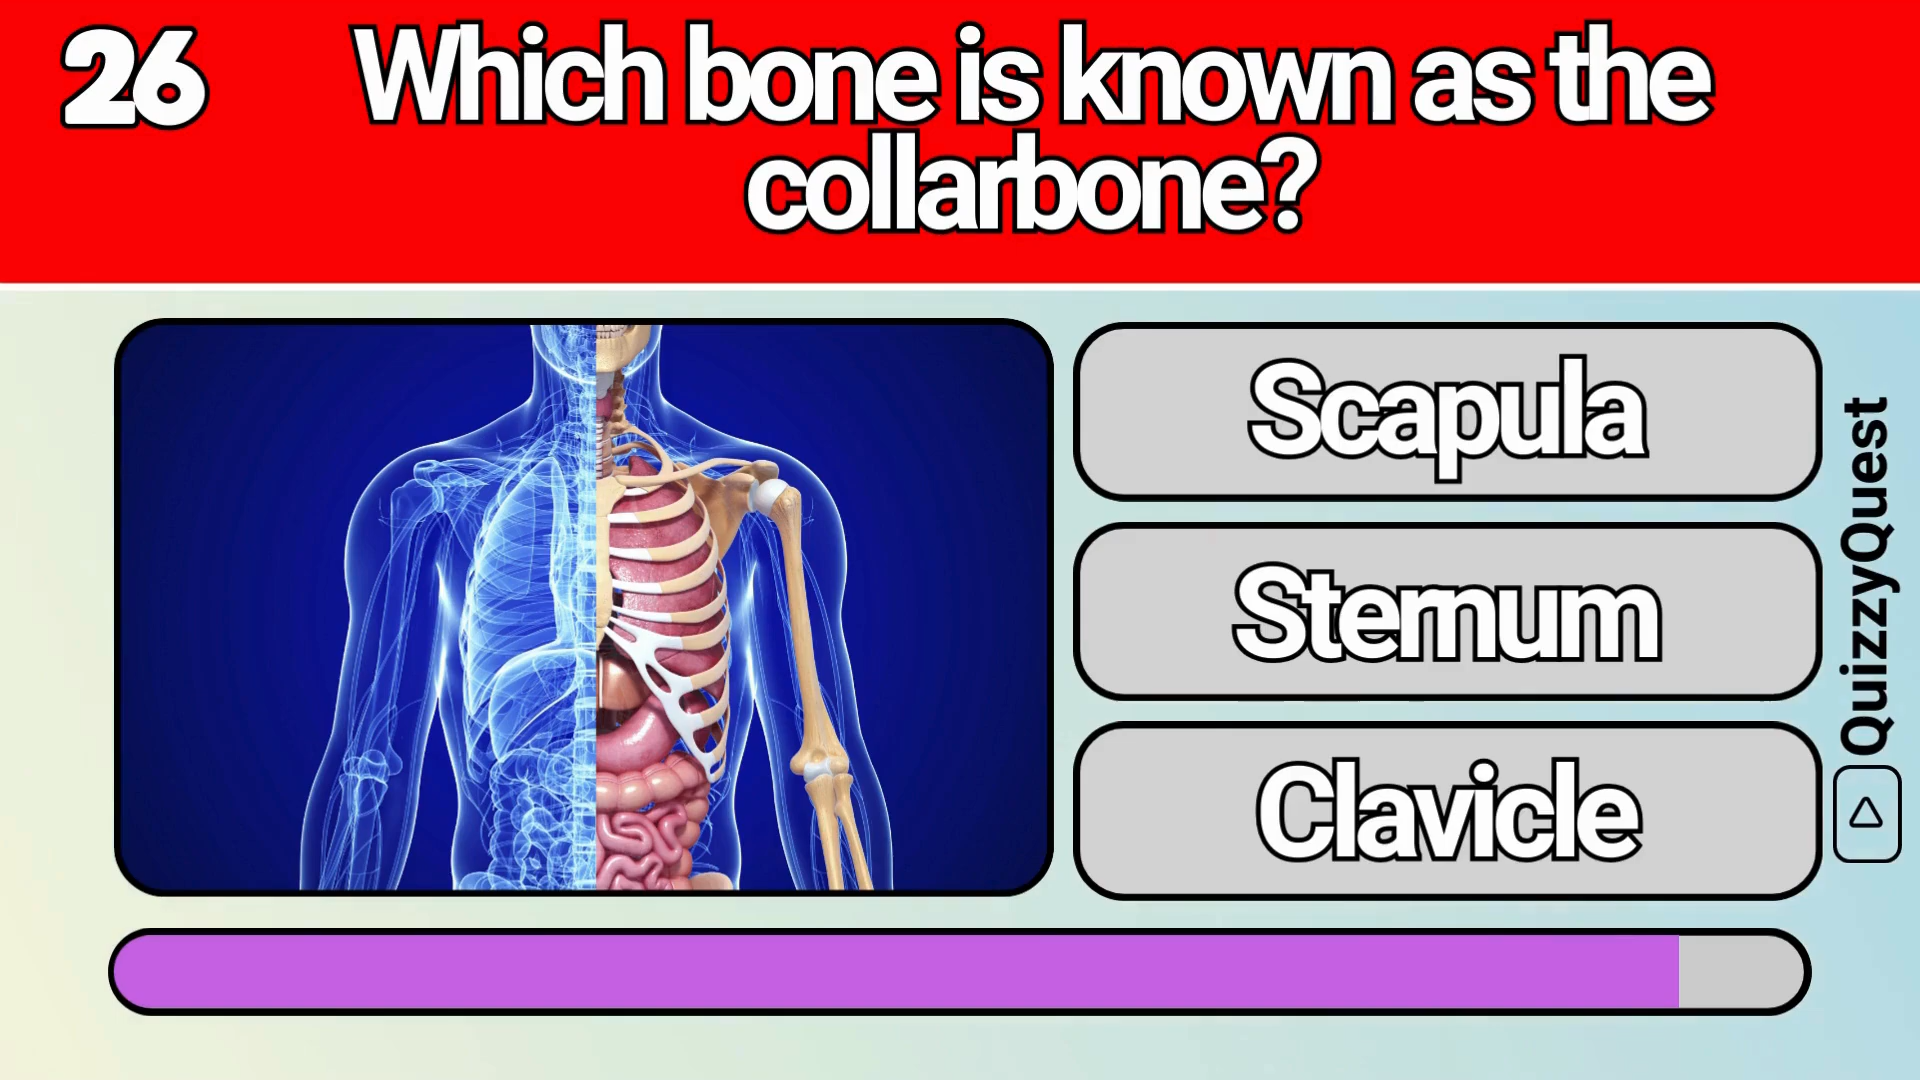 26
Which bone is known as the
collarbone?
Scapula
Sternum
Clavicle
QuizzyQuest